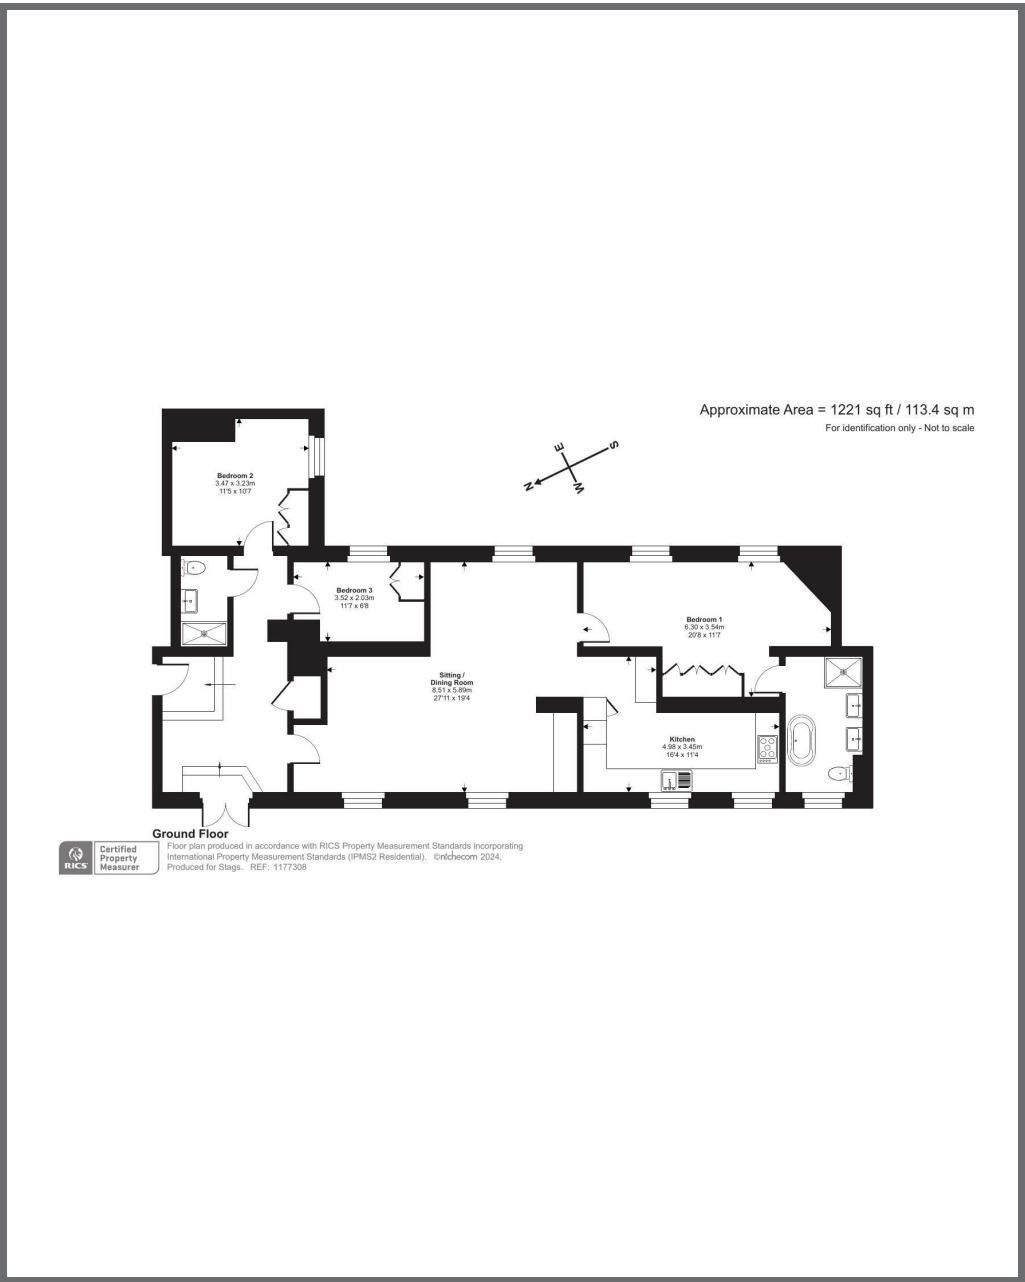 Approximate Area = 1221 sq ft / 113.4 sq m
For identification only - Not to scale
E
S
N
W
Bedroom 2
3.47 x 3.23m
11'5 x 10'7
Bedroom 3
3.52 x 2.03m
11'7 x 6'8
Bedroom 1
6.30 x 3.54m
20'8 x 11'7
Sitting /
Dining Room
8.51 x 5.89m
27'11 x 19'4
Kitchen
4.98 x 3.45m
16'4 x 11'4
Ground Floor
RICS
Certified
Property
Measurer
Floor plan produced in accordance with RICS Property Measurement Standards incorporating
International Property Measurement Standards (IPMS2 Residential). ©nichecom 2024.
Produced for Stags. REF: 1177308